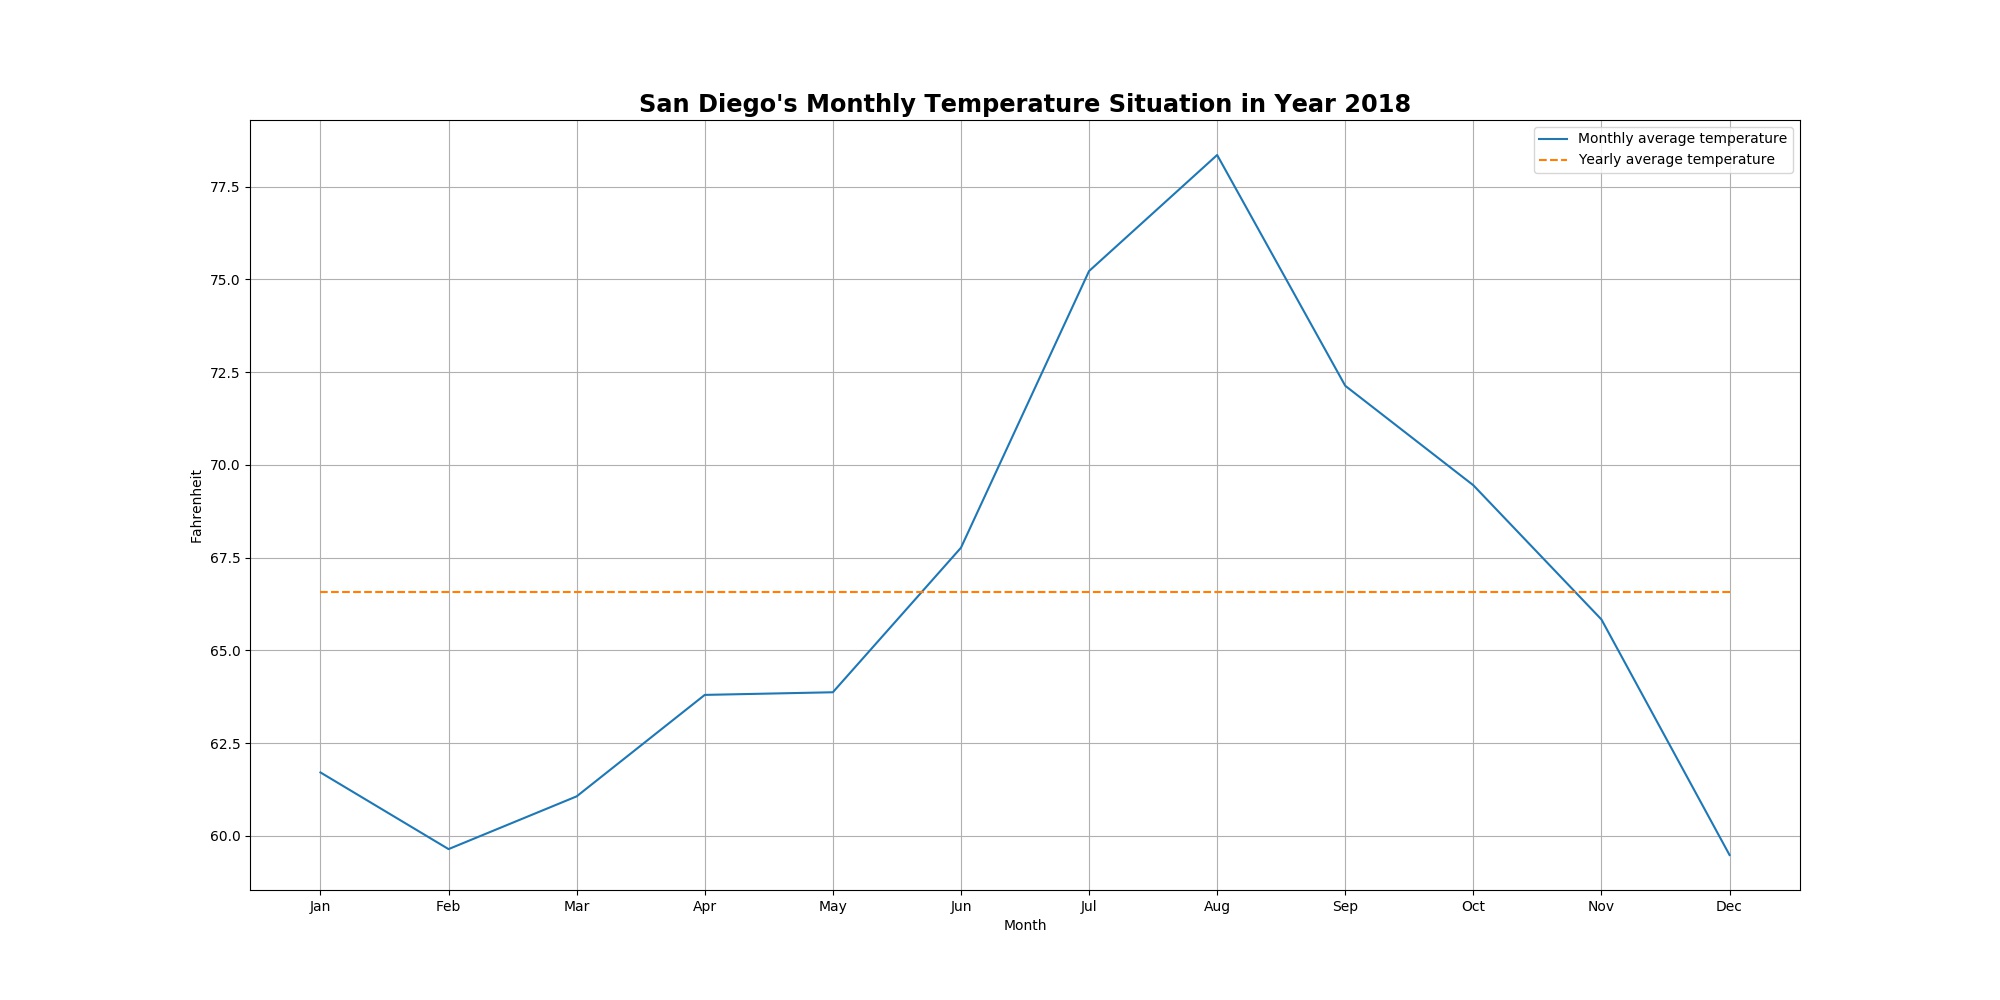 San Diego's Monthly Temperature Situation in Year 2018
Monthly average temperature
Yearly average temperature
77.5
75.0
72.5
70.0
67.5
65.0
62.5
60.0
Fahrenheit
Jan Feb Mar Apr May Jun Jul Aug Sep Oct Nov Dec
Month